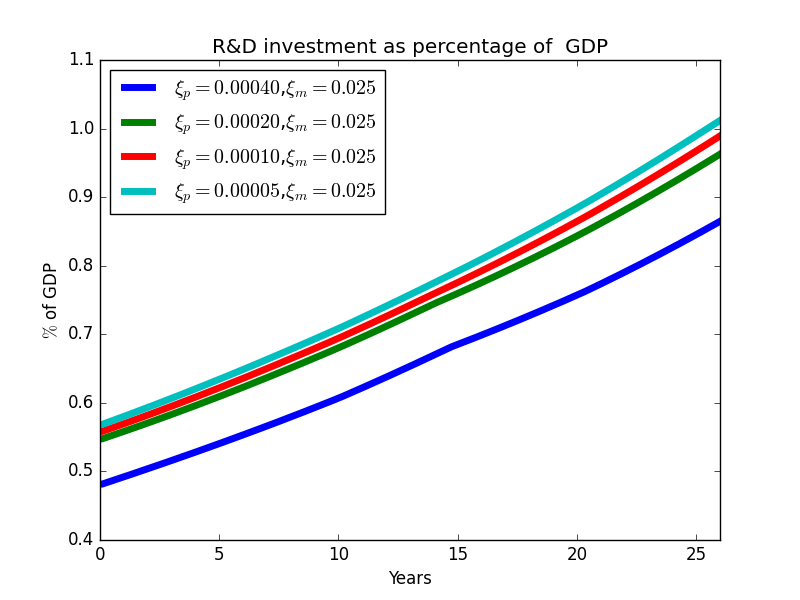 R&D investment as percentage of  GDP
1.1
1.0
0.9
0.8
0.7
0.6
0.5
0.4
% of GDP
ξp = 0.00040,ξm = 0.025
ξp = 0.00020,ξm = 0.025
ξp = 0.00010,ξm = 0.025
ξp = 0.00005,ξm = 0.025
0 5 10 15 20 25
Years